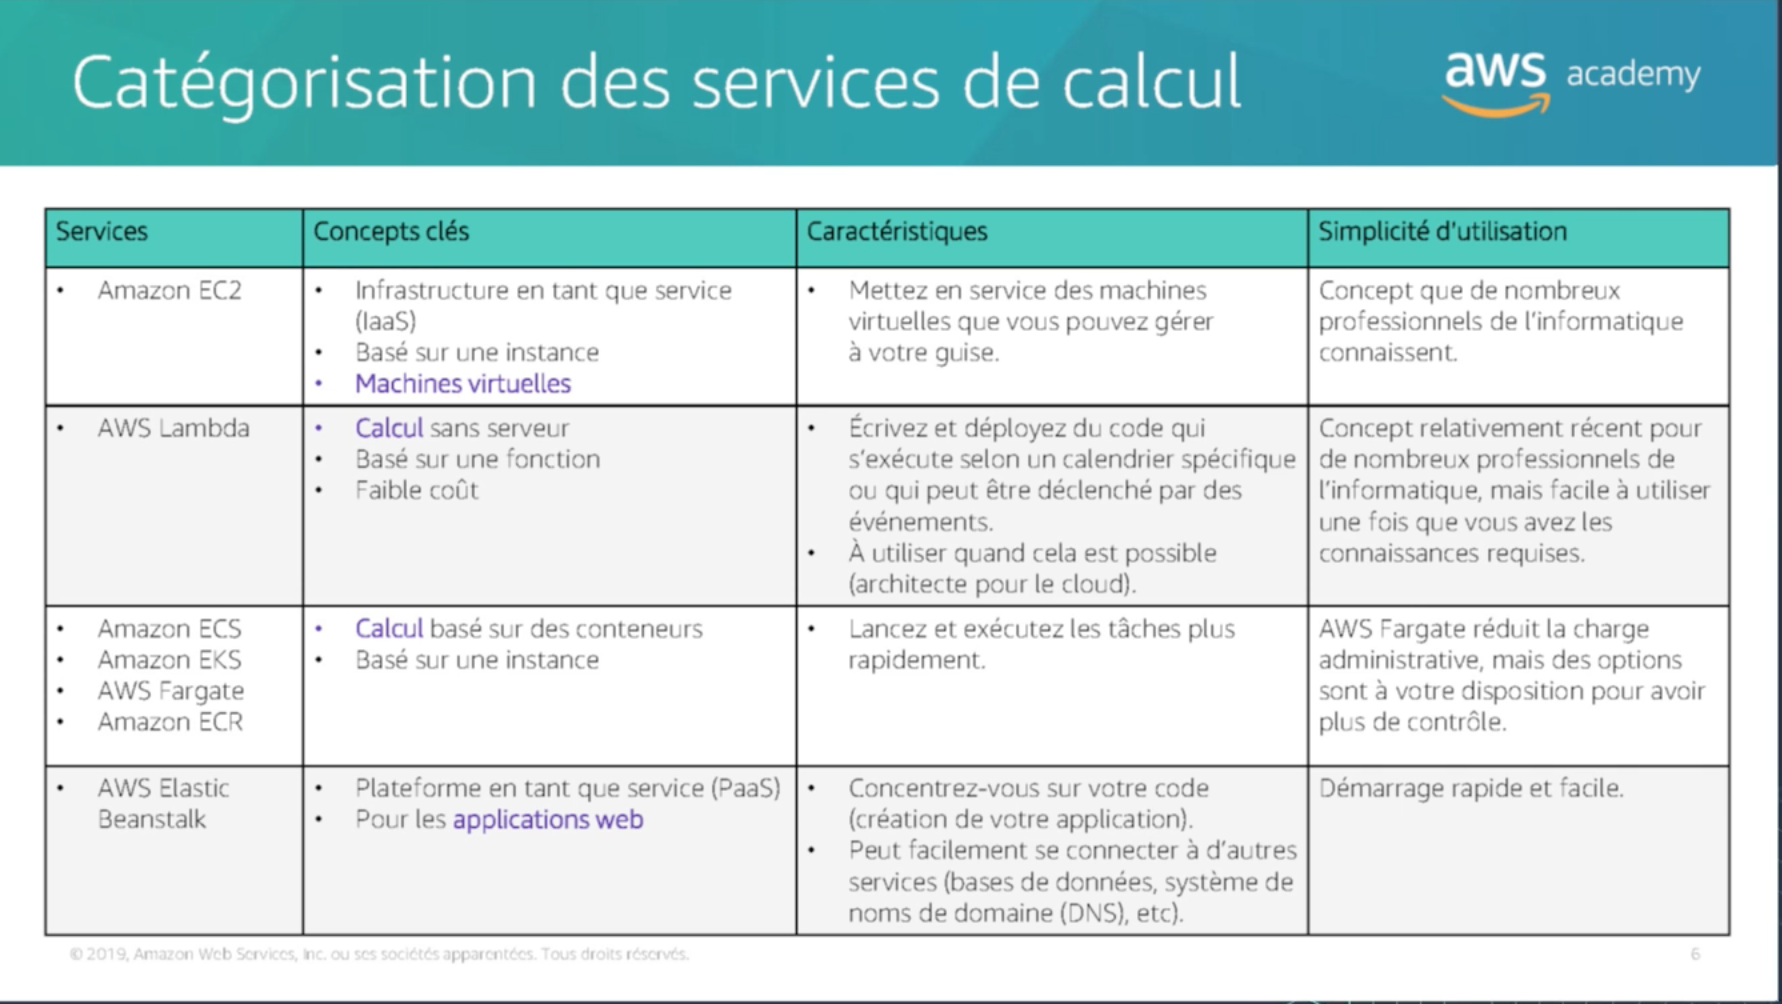 Catégorisation des services de calcul
aws academy
Services
Concepts clés
Caractéristiques
Simplicité d'utilisation
• Amazon EC2
• Infrastructure en tant que service
(IaaS)
• Basé sur une instance
• Machines virtuelles
• Mettez en service des machines
virtuelles que vous pouvez gérer
à votre guise.
Concept que de nombreux
professionnels de l'informatique
connaissent.
• AWS Lambda
• Calcul sans serveur
• Basé sur une fonction
• Faible coût
• Écrivez et déployez du code qui
s'exécute selon un calendrier spécifique
ou qui peut être déclenché par des
événements.
• À utiliser quand cela est possible
(architecte pour le cloud).
Concept relativement récent pour
de nombreux professionnels de
l'informatique, mais facile à utiliser
une fois que vous avez les
connaissances requises.
• Amazon ECS
• Amazon EKS
• AWS Fargate
• Amazon ECR
• Calcul basé sur des conteneurs
• Basé sur une instance
• Lancez et exécutez les tâches plus
rapidement.
AWS Fargate réduit la charge
administrative, mais des options
sont à votre disposition pour avoir
plus de contrôle.
• AWS Elastic
Beanstalk
• Plateforme en tant que service (PaaS)
• Pour les applications web
• Concentrez-vous sur votre code
(création de votre application).
• Peut facilement se connecter à d'autres
services (bases de données, système de
noms de domaine (DNS), etc).
Démarrage rapide et facile.
© 2019, Amazon Web Services, Inc. ou ses sociétés apparentées. Tous droits réservés.
6